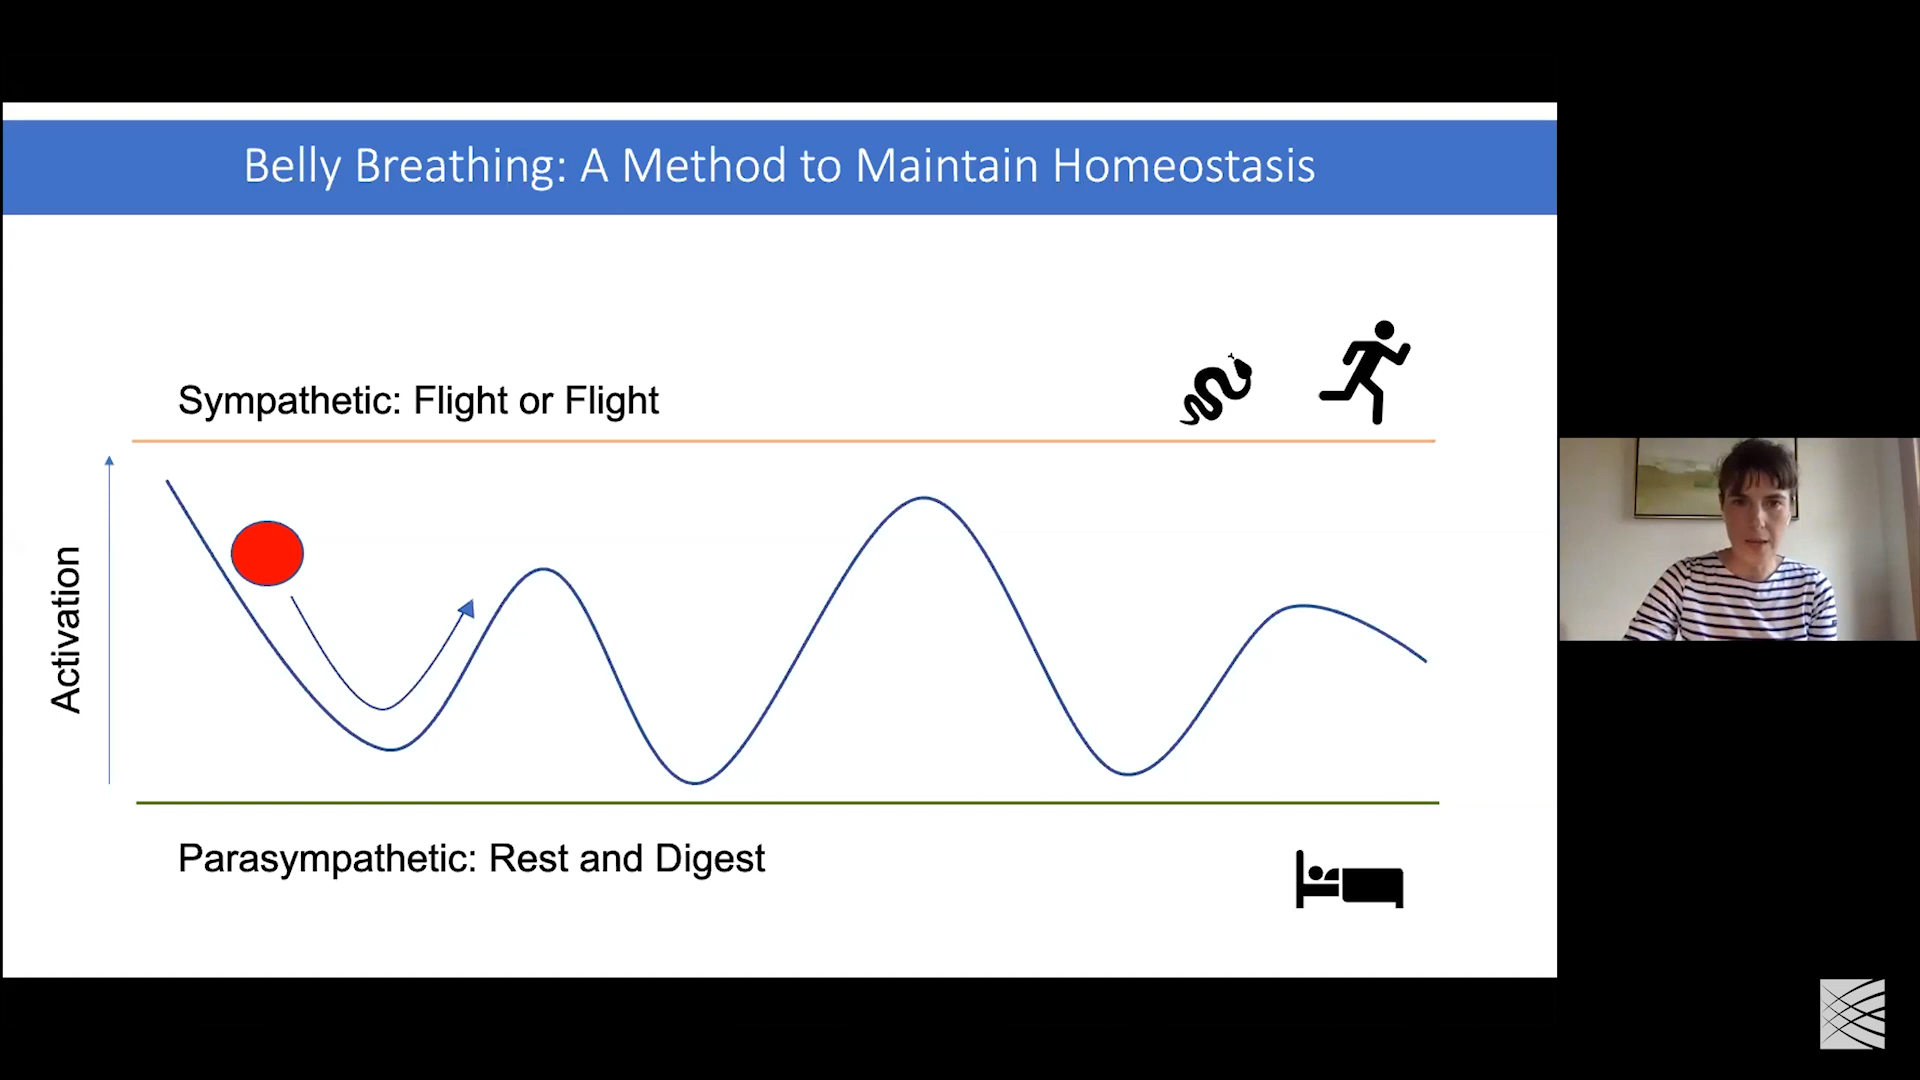 Belly Breathing: A Method to Maintain Homeostasis
Sympathetic: Flight or Flight
Activation
Parasympathetic: Rest and Digest